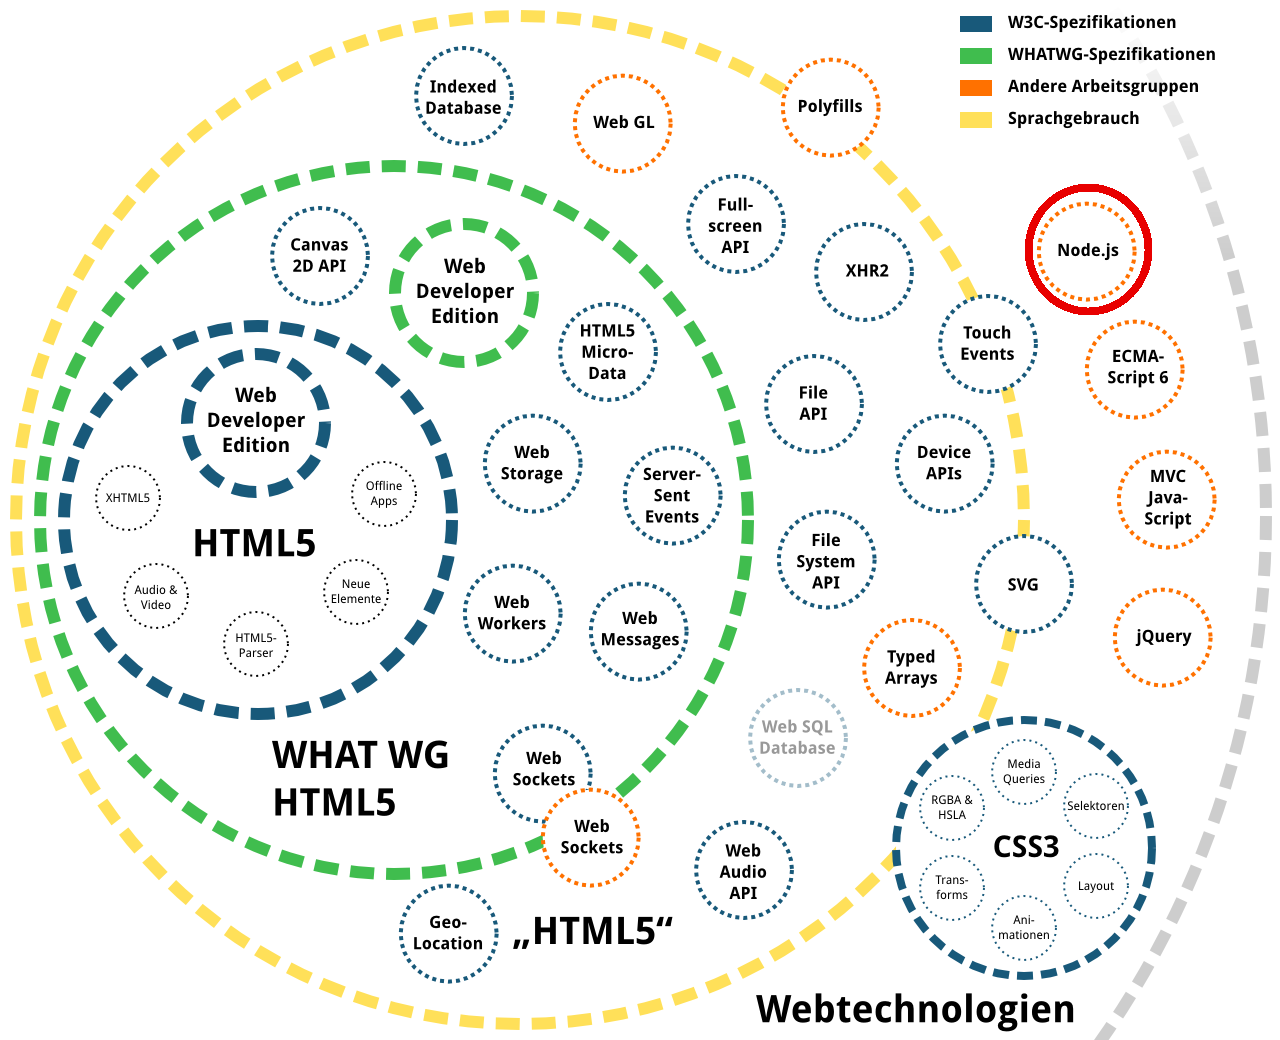 W3C-Spezifikationen
WHATWG-Spezifikationen
Andere Arbeitsgruppen
Sprachgebrauch
Indexed
Database
Web GL
Polyfills
Full-
screen
API
XHR2
Node.js
Canvas
2D API
Web
Developer
Edition
HTML5
Micro-
Data
Touch
Events
ECMA-
Script 6
Web
Developer
Edition
File
API
Web
Storage
Server-
Sent
Events
Device
APIs
MVC
Java-
Script
XHTML5
Offline
Apps
HTML5
Audio &
Video
Neue
Elemente
HTML5-
Parser
Web
Workers
Web
Messages
File
System
API
SVG
jQuery
Typed
Arrays
WHAT WG
HTML5
Web
Sockets
Web
Sockets
Web SQL
Database
Web
Audio
API
Geo-
Location
„HTML5“
Media
Queries
RGBA &
HSLA
Selektoren
CSS3
Trans-
forms
Layout
Ani-
mationen
Webtechnologien